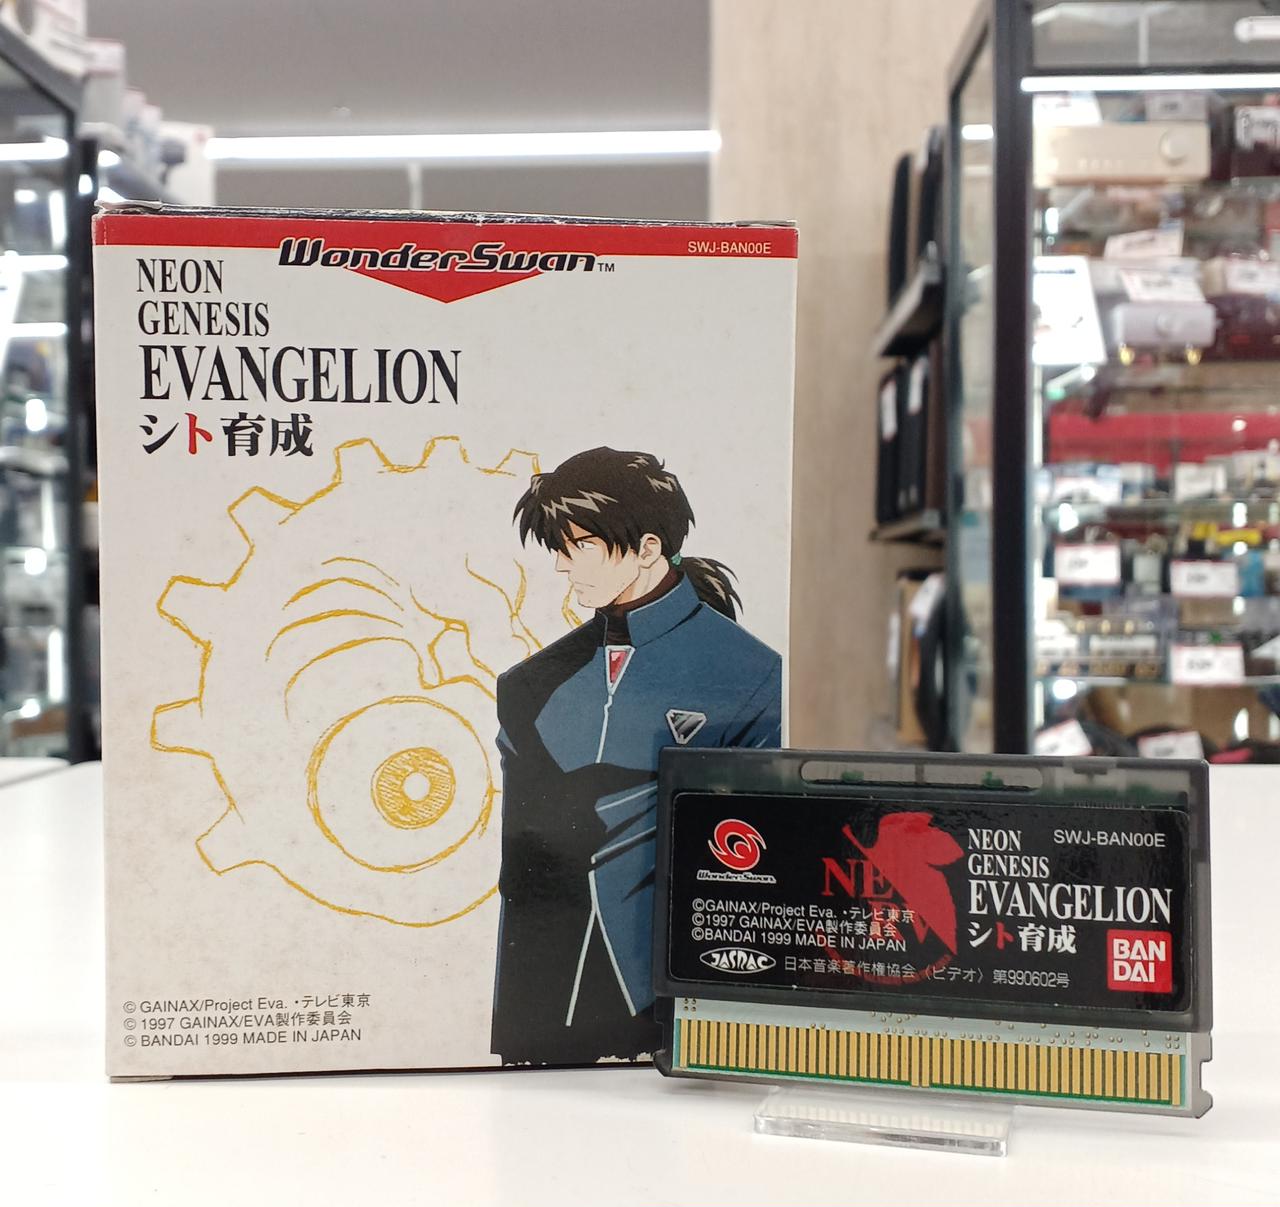 WonderSwan™
SWJ-BAN00E
NEON
GENESIS
EVANGELION
シト育成
© GAINAX/Project Eva. ・テレビ東京
© 1997 GAINAX/EVA製作委員会
© BANDAI 1999 MADE IN JAPAN
WonderSwan
NERV
NEON
GENESIS
EVANGELION
シト育成
SWJ-BAN00E
©GAINAX/Project Eva. ・テレビ東京
©1997 GAINAX/EVA製作委員会
©BANDAI 1999 MADE IN JAPAN
JASRAC
日本音楽著作権協会〈ビデオ〉第990602号
BAN
DAI